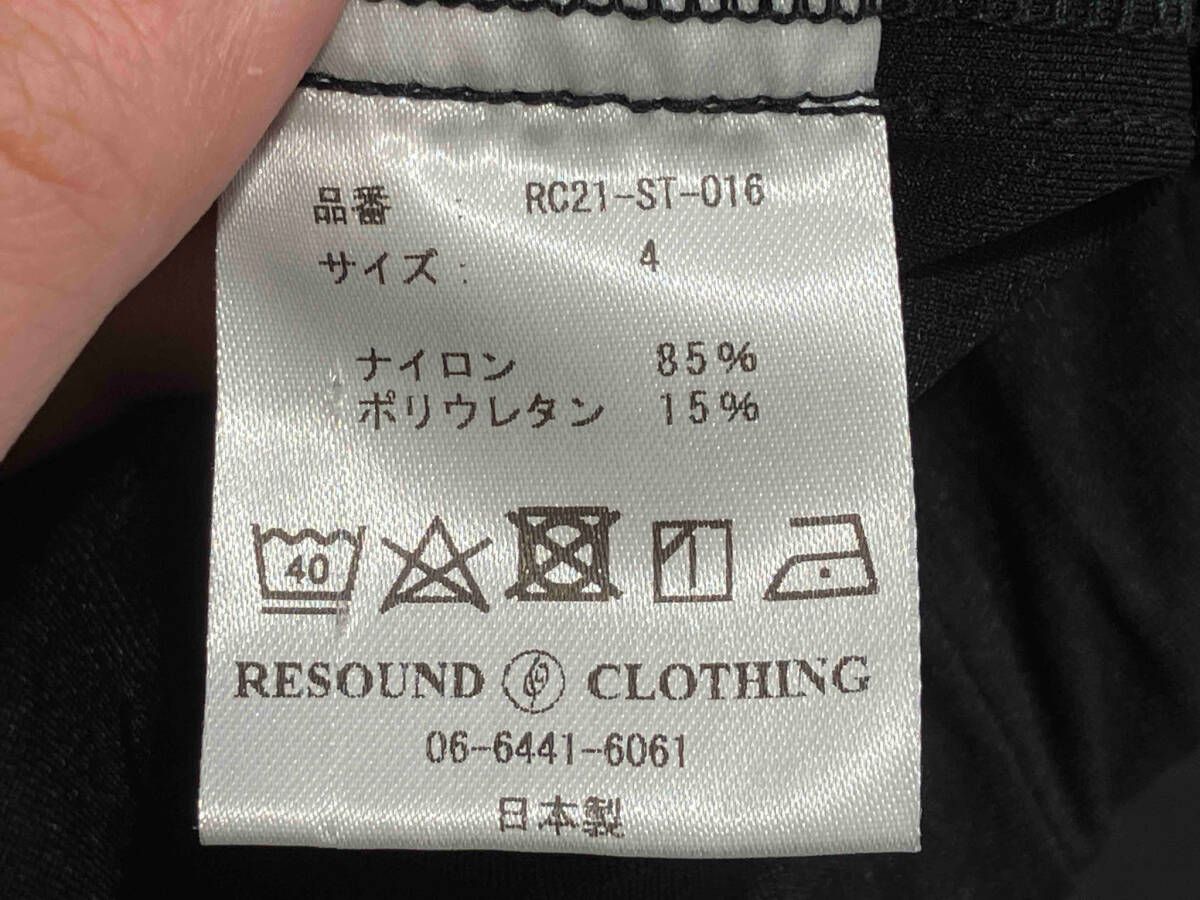 品番 : RC21-ST-016
サイズ : 4
ナイロン 85%
ポリウレタン 15%
40
RESOUND CLOTHING
06-6441-6061
日本製